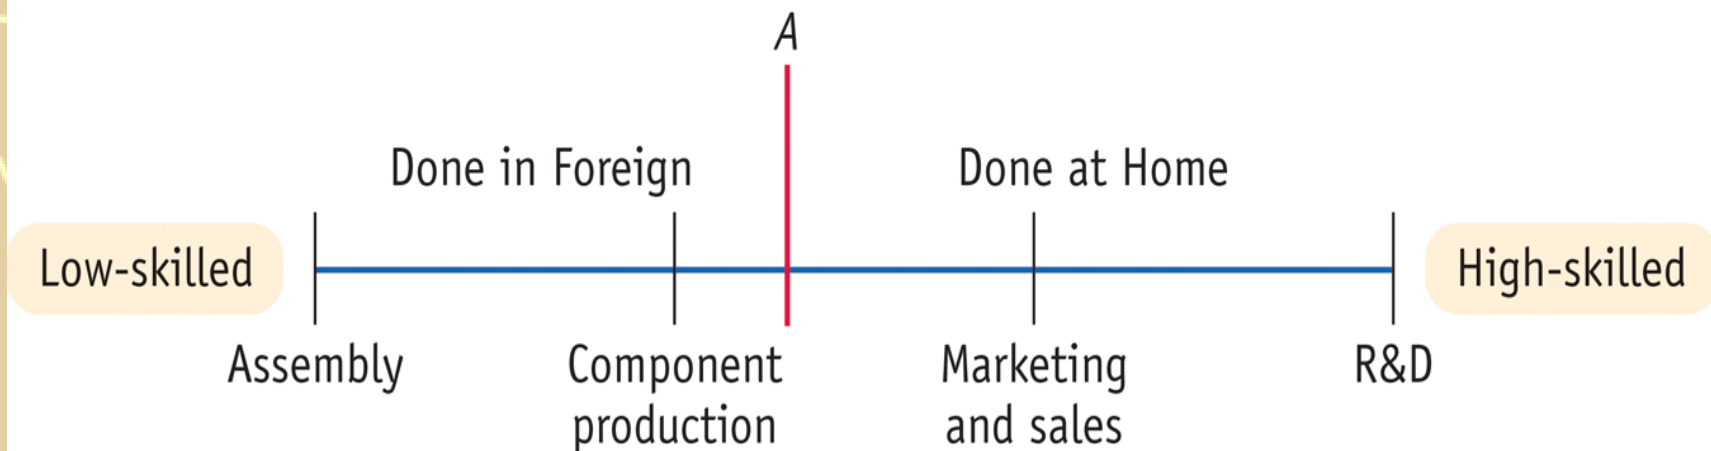 A
Done in Foreign
Done at Home
Low-skilled
High-skilled
Assembly
Component
production
Marketing
and sales
R&D